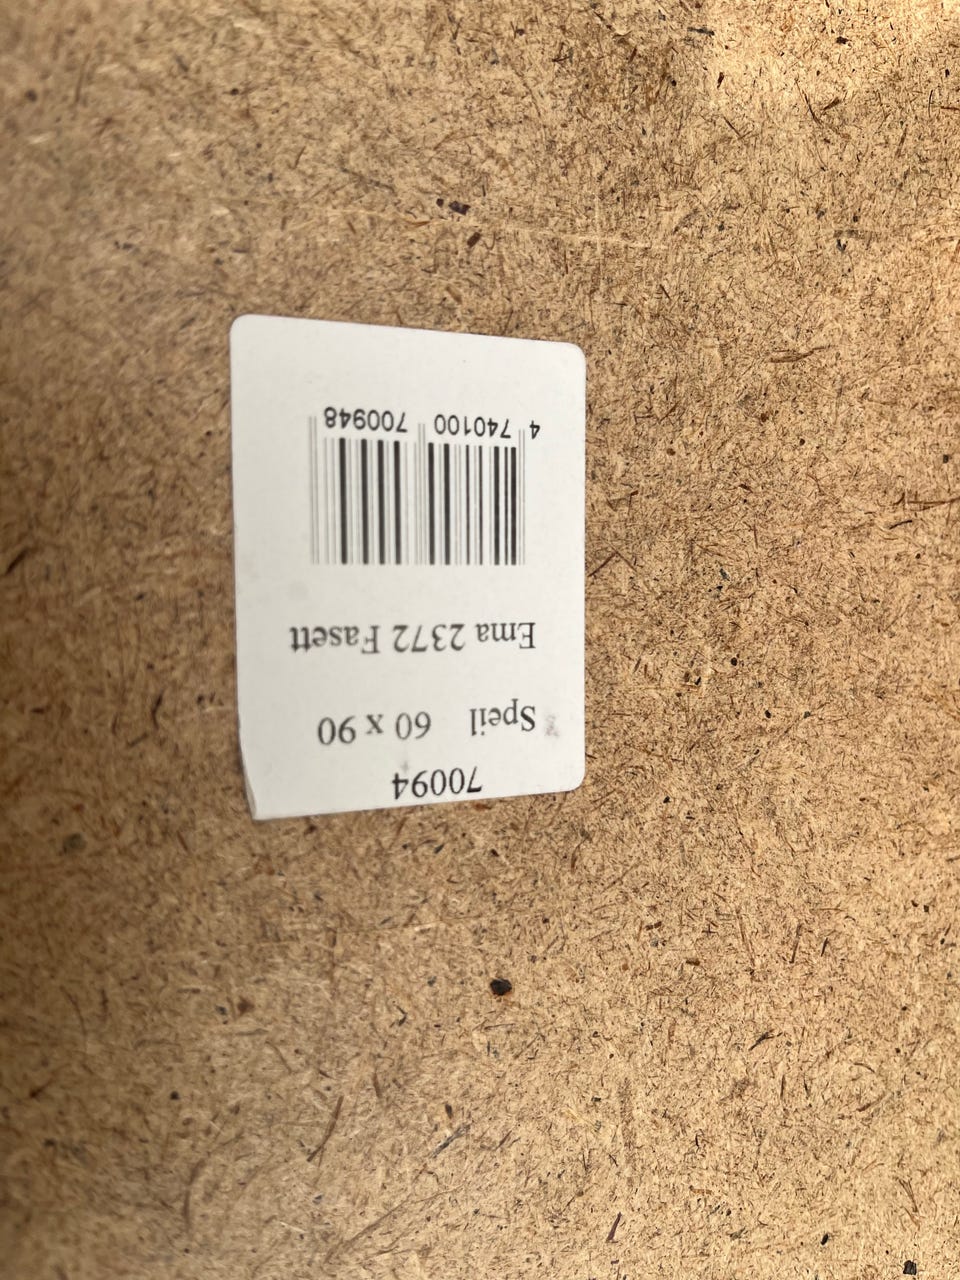 70094
Speil 60 x 90
Ema 2372 Fasett
4 740100 700948